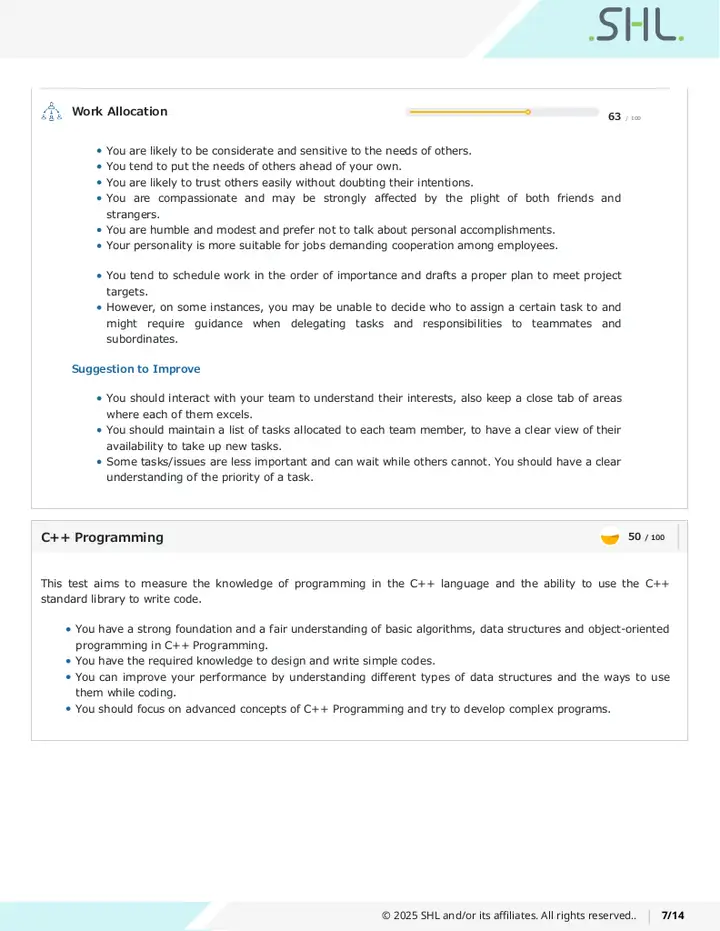 .SHL.
Work Allocation
63 / 100
• You are likely to be considerate and sensitive to the needs of others.
• You tend to put the needs of others ahead of your own.
• You are likely to trust others easily without doubting their intentions.
• You are compassionate and may be strongly affected by the plight of both friends and
strangers.
• You are humble and modest and prefer not to talk about personal accomplishments.
• Your personality is more suitable for jobs demanding cooperation among employees.
• You tend to schedule work in the order of importance and drafts a proper plan to meet project
targets.
• However, on some instances, you may be unable to decide who to assign a certain task to and
might require guidance when delegating tasks and responsibilities to teammates and
subordinates.
Suggestion to Improve
• You should interact with your team to understand their interests, also keep a close tab of areas
where each of them excels.
• You should maintain a list of tasks allocated to each team member, to have a clear view of their
availability to take up new tasks.
• Some tasks/issues are less important and can wait while others cannot. You should have a clear
understanding of the priority of a task.
C++ Programming
50 / 100
This test aims to measure the knowledge of programming in the C++ language and the ability to use the C++
standard library to write code.
• You have a strong foundation and a fair understanding of basic algorithms, data structures and object-oriented
programming in C++ Programming.
• You have the required knowledge to design and write simple codes.
• You can improve your performance by understanding different types of data structures and the ways to use
them while coding.
• You should focus on advanced concepts of C++ Programming and try to develop complex programs.
© 2025 SHL and/or its affiliates. All rights reserved..
7/14